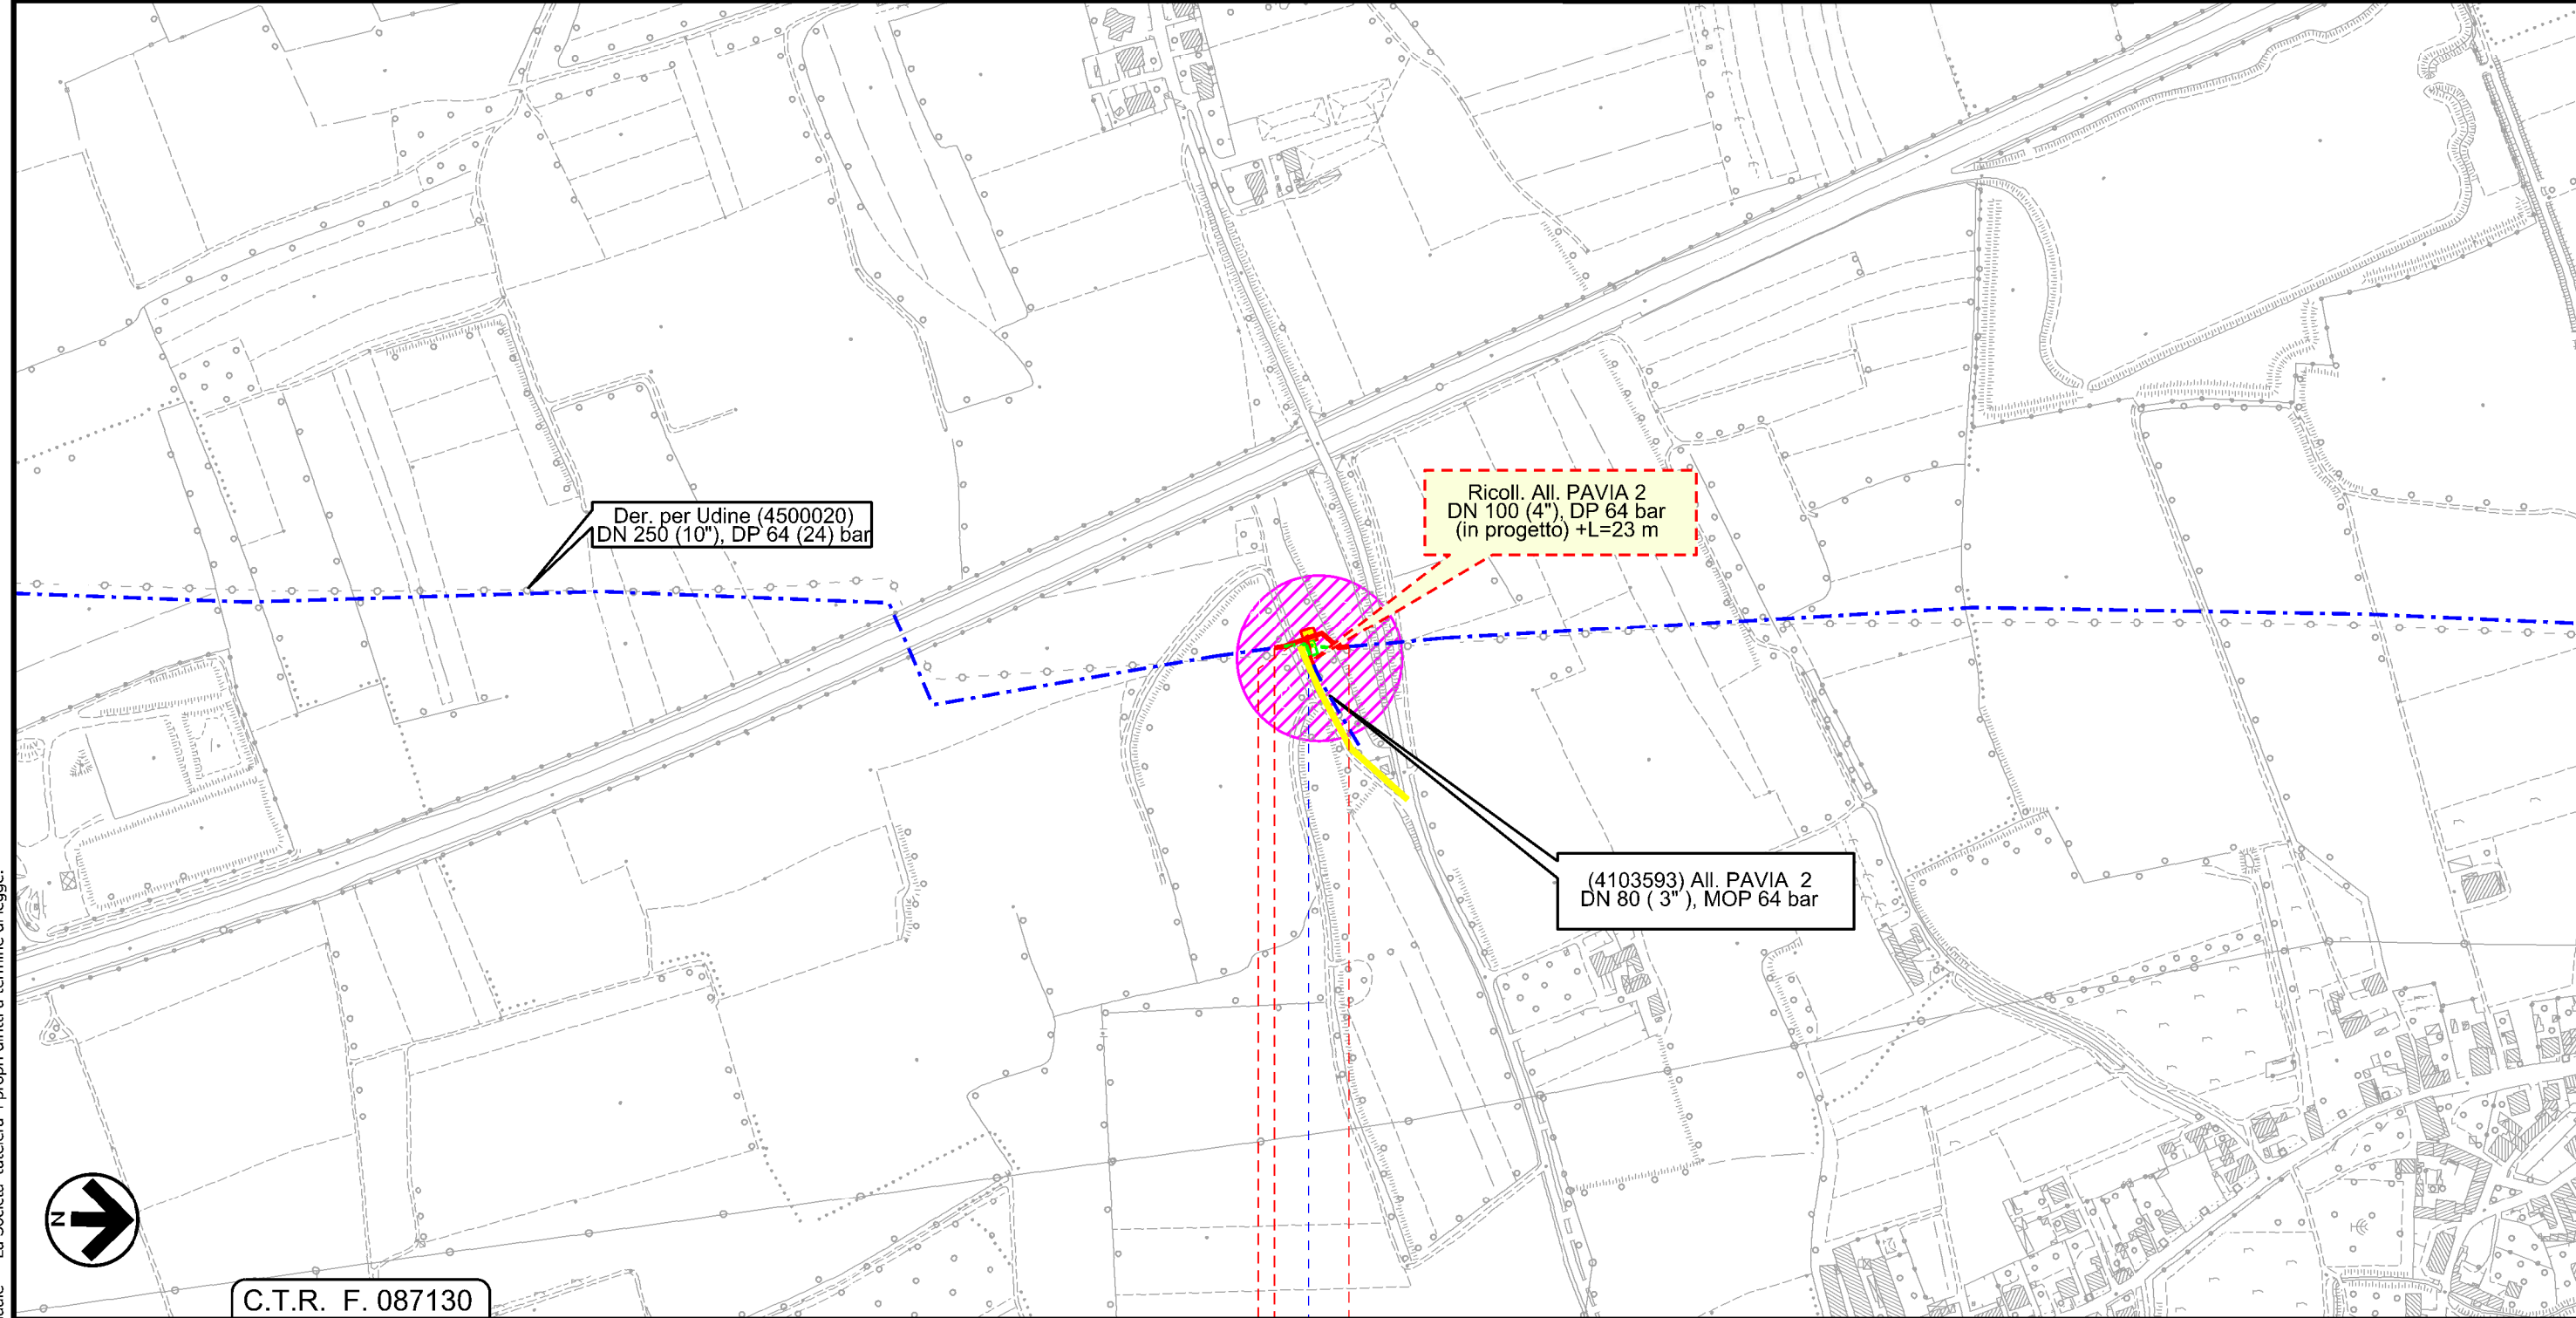 Ricoll. All. PAVIA 2
DN 100 (4"), DP 64 bar
(in progetto) +L=23 m
Der. per Udine (4500020)
DN 250 (10"), DP 64 (24) bar
(4103593) All. PAVIA 2
DN 80 ( 3" ), MOP 64 bar
N
C.T.R. F. 087130